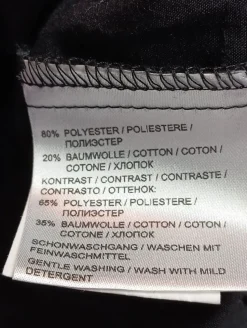 80% POLYESTER / POLIESTERE /
ПОЛИЭСТЕР
20% BAUMWOLLE / COTTON / COTON /
COTONE / ХЛОПОК
KONTRAST / CONTRAST / CONTRASTE /
CONTRASTO / ОТТЕНОК:
65% POLYESTER / POLIESTERE /
ПОЛИЭСТЕР
35% BAUMWOLLE / COTTON / COTON /
COTONE / ХЛОПОК
SCHONWASCHGANG / WASCHEN MIT
FEINWASCHMITTEL
GENTLE WASHING / WASH WITH MILD
DETERGENT